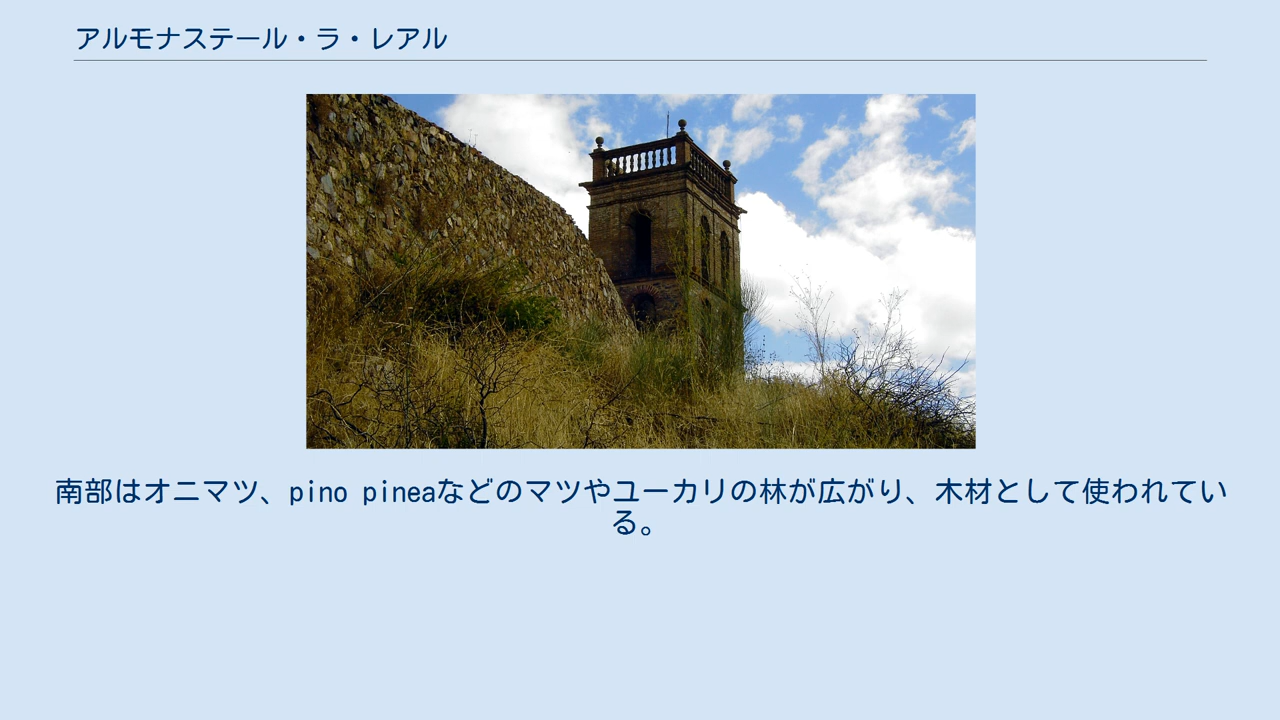 アルモナステール・ラ・レアル
南部はオニマツ、pino pineaなどのマツやユーカリの林が広がり、木材として使われてい
る。